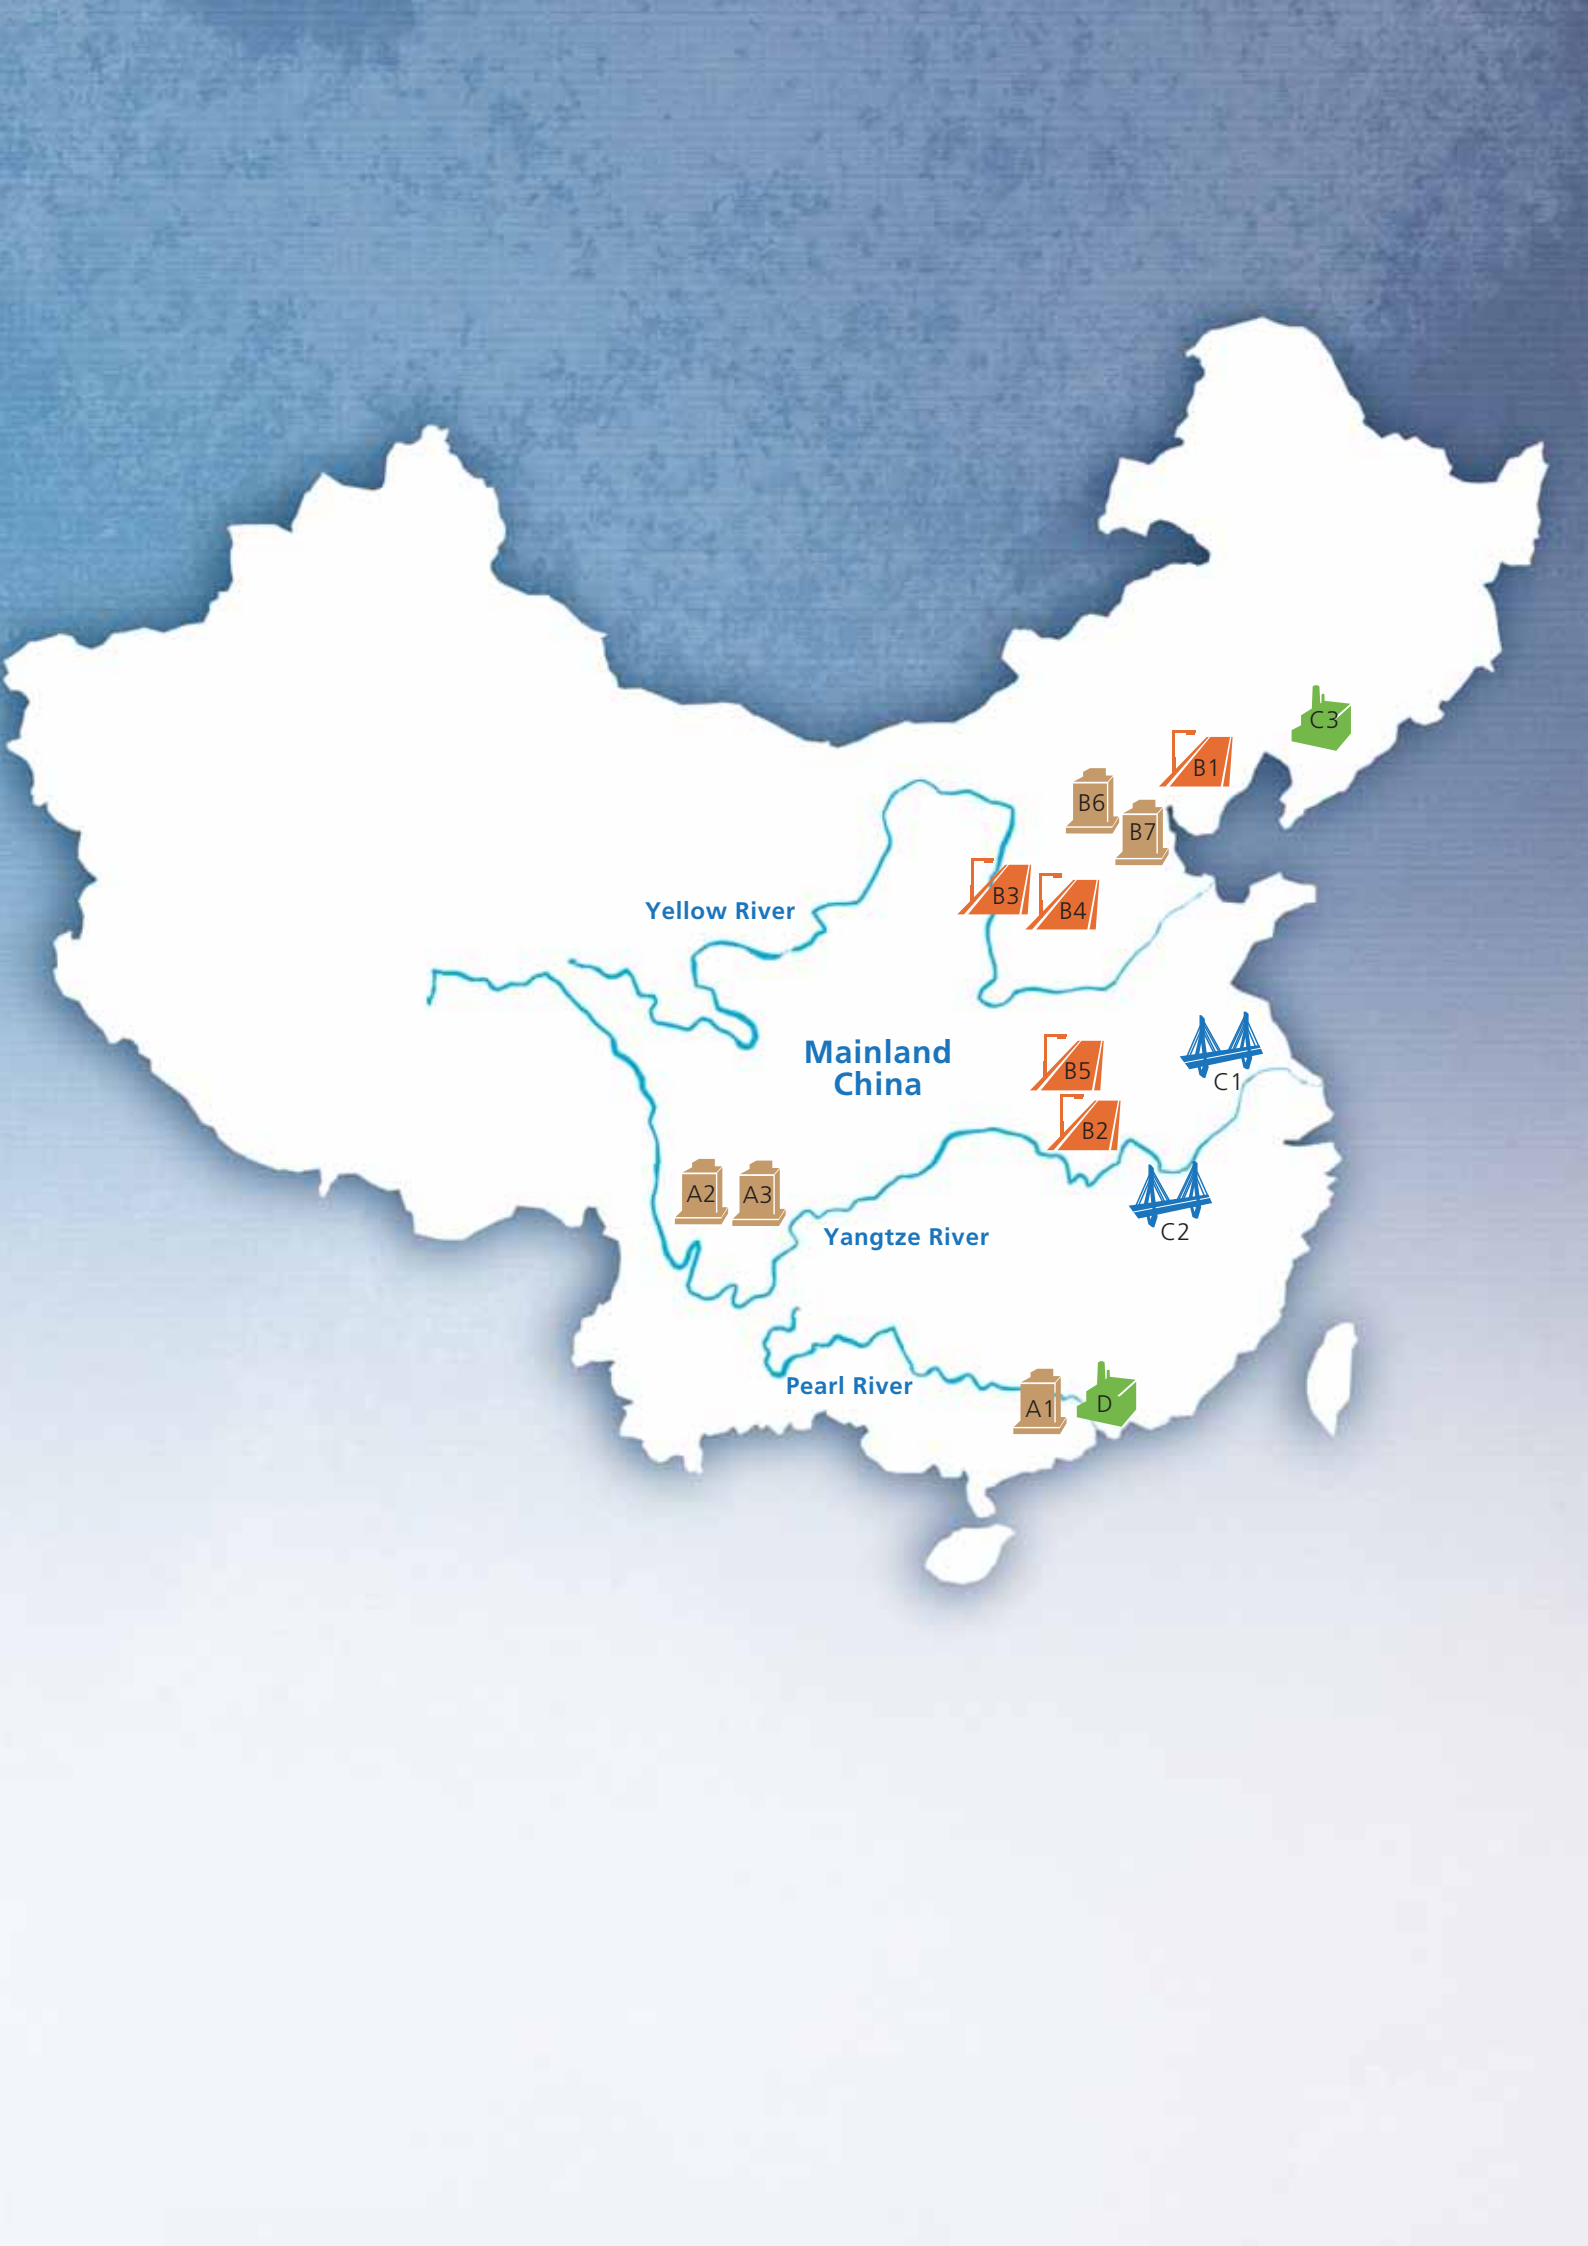 C3
B1
B6
B7
B3
B4
Yellow River
Mainland
China
B5
C1
B2
A2
A3
Yangtze River
C2
Pearl River
A1
D